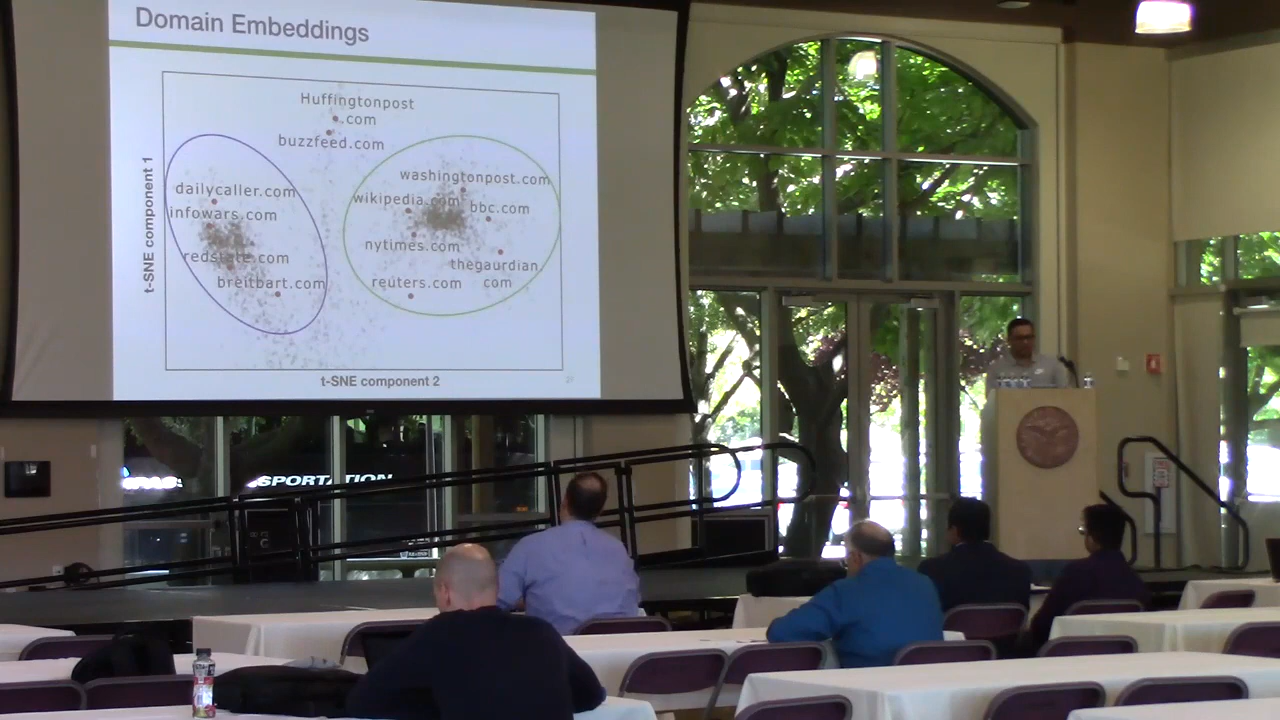 Domain Embeddings
Huffingtonpost
.com
buzzfeed.com
washingtonpost.com
dailycaller.com
wikipedia.com
bbc.com
infowars.com
nytimes.com
redstate.com
thegaurdian.
com
breitbart.com
reuters.com
t-SNE component 1
t-SNE component 2
SPORTATION